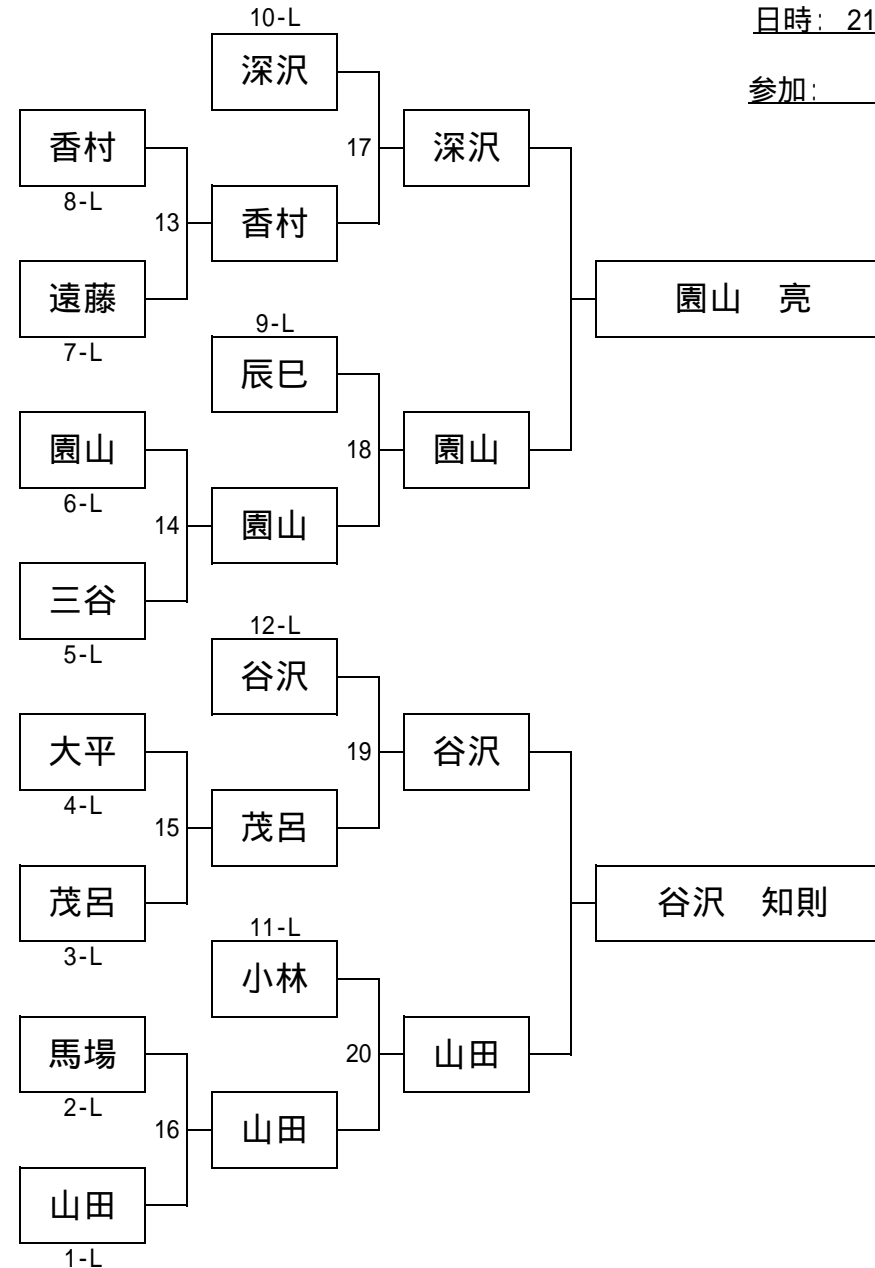 10-L
日時: 21
深沢
参加:
香村
17
深沢
8-L
13
香村
遠藤
園山　亮
7-L
9-L
辰巳
園山
18
園山
6-L
14
園山
三谷
5-L
12-L
谷沢
大平
19
谷沢
4-L
15
茂呂
茂呂
谷沢　知則
3-L
11-L
小林
馬場
20
山田
2-L
16
山田
山田
1-L